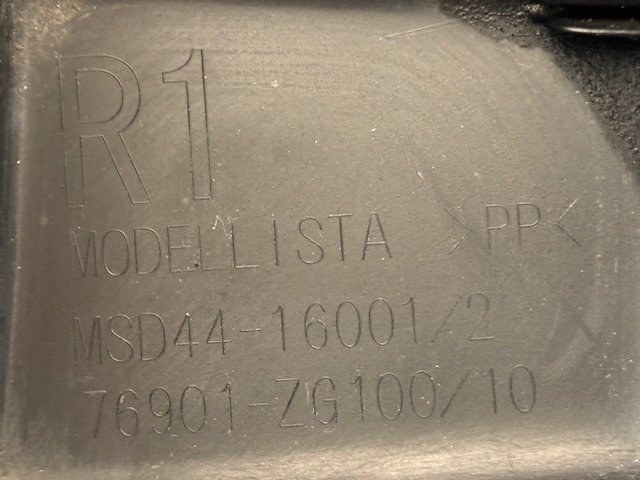 R1
MODELLISTA >PP<
MSD44-16001/2
76901-ZG100/10